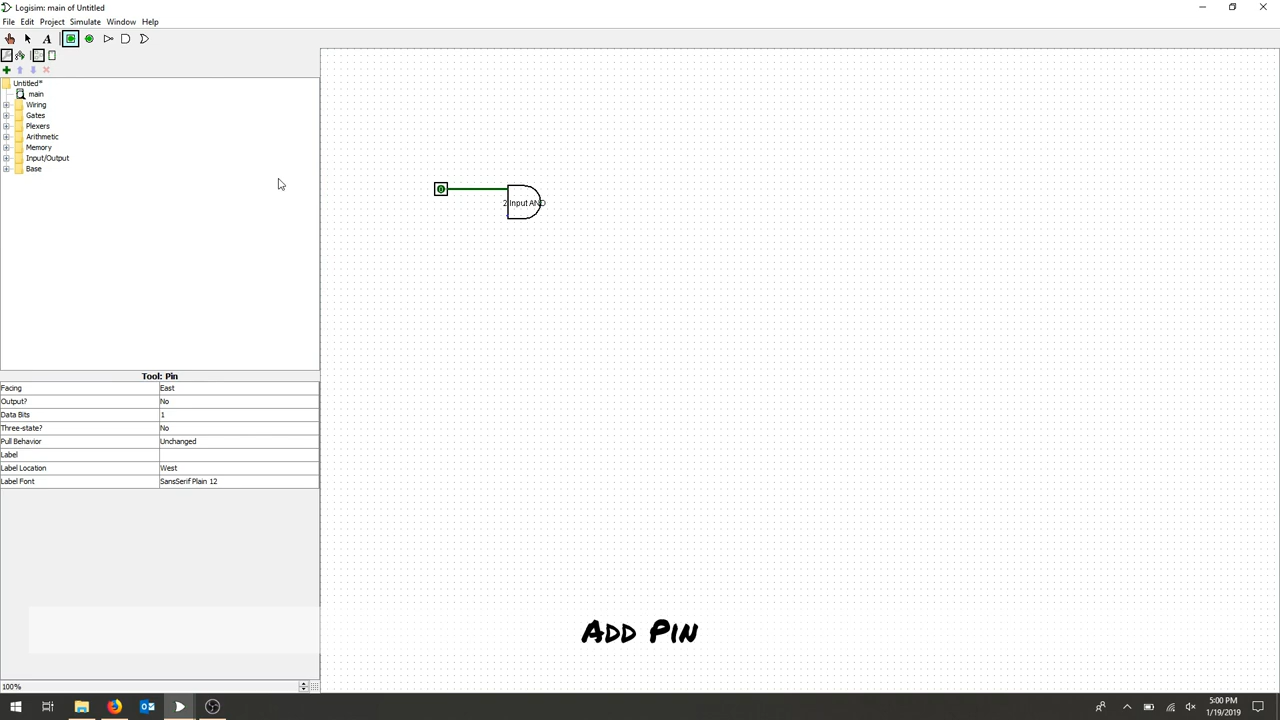 Logisim: main of Untitled
File Edit Project Simulate Window Help
A
Untitled*
main
Wiring
Gates
Plexers
Arithmetic
Memory
Input/Output
Base
2 Input AND
Tool: Pin
Facing East
Output? No
Data Bits 1
Three-state? No
Pull Behavior Unchanged
Label
Label Location West
Label Font SansSerif Plain 12
Add Pin
100%
5:00 PM
1/19/2019